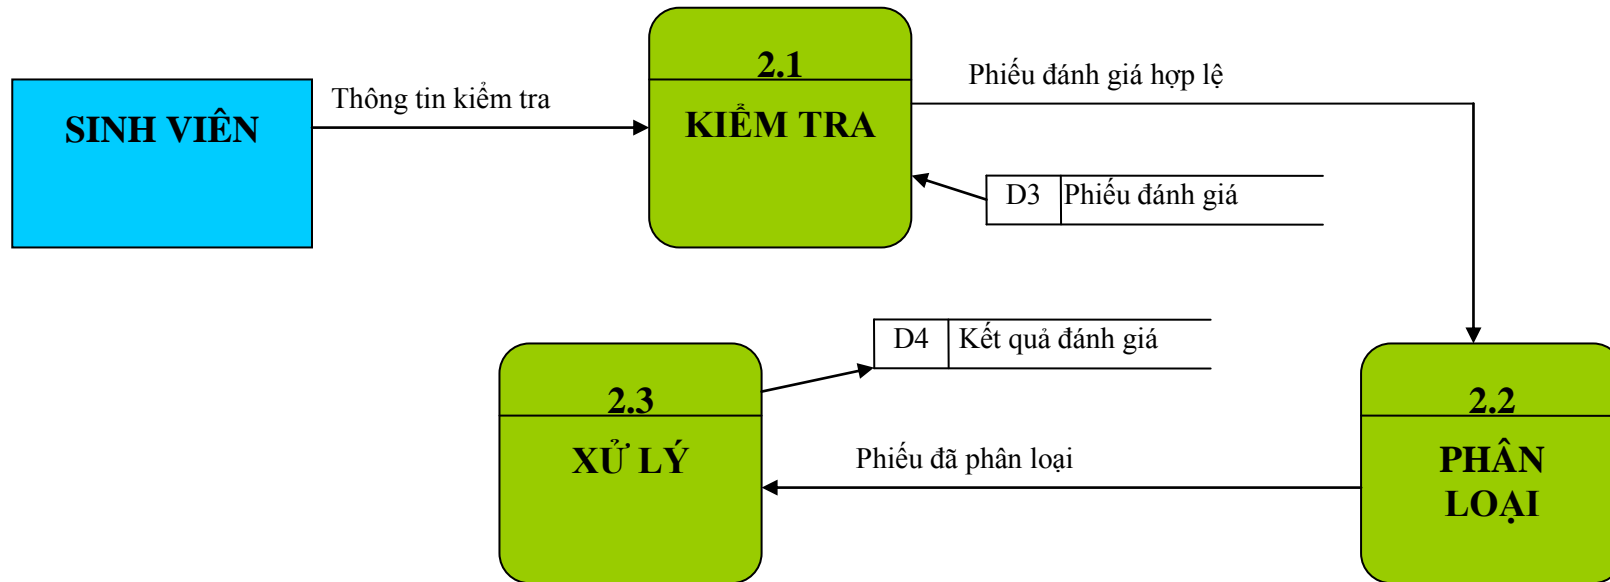 2.1
SINH VIÊN
Thông tin kiểm tra
KIỂM TRA
Phiếu đánh giá hợp lệ
D3 Phiếu đánh giá
D4 Kết quả đánh giá
2.3
XỬ LÝ
Phiếu đã phân loại
2.2
PHÂN
LOẠI